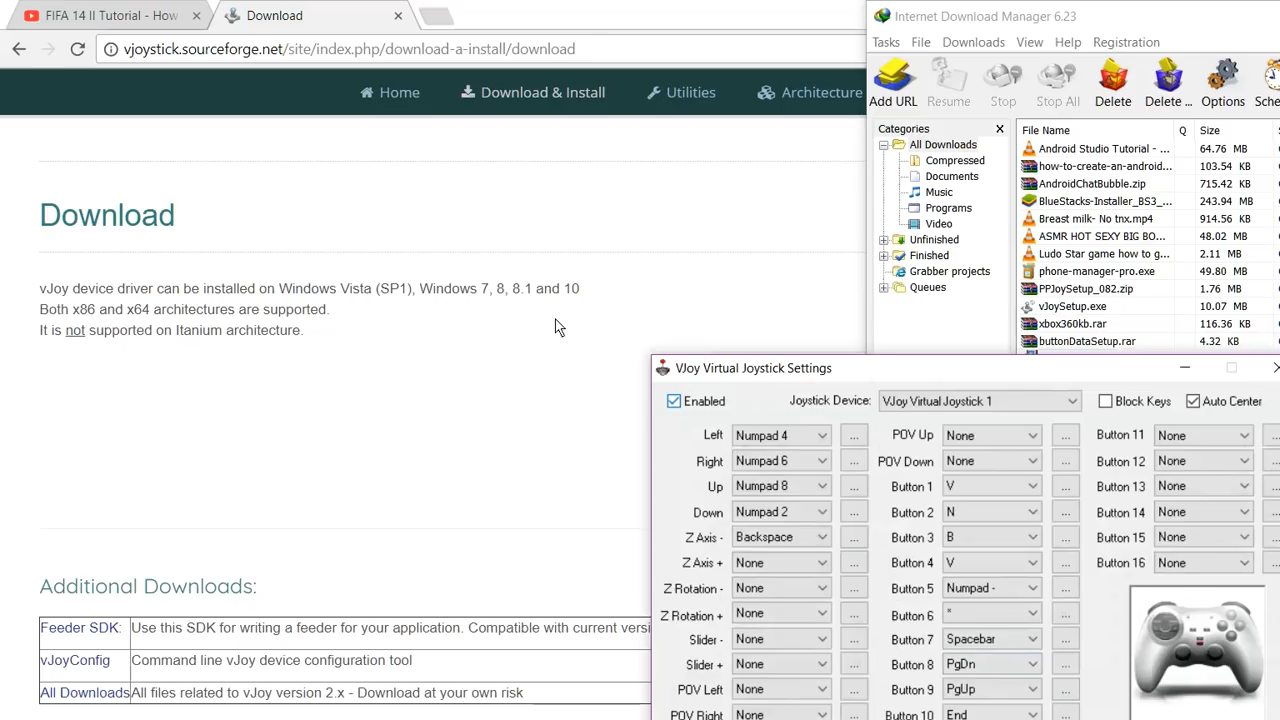 FIFA 14 II Tutorial - How
Download
vjoystick.sourceforge.net/site/index.php/download-a-install/download
Home
Download & Install
Utilities
Architecture
Download
vJoy device driver can be installed on Windows Vista (SP1), Windows 7, 8, 8.1 and 10
Both x86 and x64 architectures are supported.
It is not supported on Itanium architecture.
Additional Downloads:
Feeder SDK: Use this SDK for writing a feeder for your application. Compatible with current versi
vJoyConfig Command line vJoy device configuration tool
All Downloads All files related to vJoy version 2.x - Download at your own risk
Internet Download Manager 6.23
Tasks File Downloads View Help Registration
Add URL Resume Stop Stop All Delete Delete ... Options Sche
Categories
All Downloads
Compressed
Documents
Music
Programs
Video
Unfinished
Finished
Grabber projects
Queues
File Name Q Size
Android Studio Tutorial - ... 64.76 MB
how-to-create-an-android... 103.54 KB
AndroidChatBubble.zip 715.42 KB
BlueStacks-Installer_BS3_... 243.94 MB
Breast milk- No tnx.mp4 914.56 KB
ASMR HOT SEXY BIG BO... 48.02 MB
Ludo Star game how to g... 2.11 MB
phone-manager-pro.exe 49.80 MB
PPJoySetup_082.zip 1.76 MB
vJoySetup.exe 10.07 MB
xbox360kb.rar 116.36 KB
buttonDataSetup.rar 4.32 KB
VJoy Virtual Joystick Settings
Enabled Joystick Device: VJoy Virtual Joystick 1 Block Keys Auto Center
Left Numpad 4 ... POV Up None ... Button 11 None ...
Right Numpad 6 ... POV Down None ... Button 12 None ...
Up Numpad 8 ... Button 1 V ... Button 13 None ...
Down Numpad 2 ... Button 2 N ... Button 14 None ...
Z Axis - Backspace ... Button 3 B ... Button 15 None ...
Z Axis + None ... Button 4 V ... Button 16 None ...
Z Rotation - None ... Button 5 Numpad - ...
Z Rotation + None ... Button 6 * ...
Slider - None ... Button 7 Spacebar ...
Slider + None ... Button 8 PgDn ...
POV Left None ... Button 9 PgUp ...
POV Right None ... Button 10 End ...